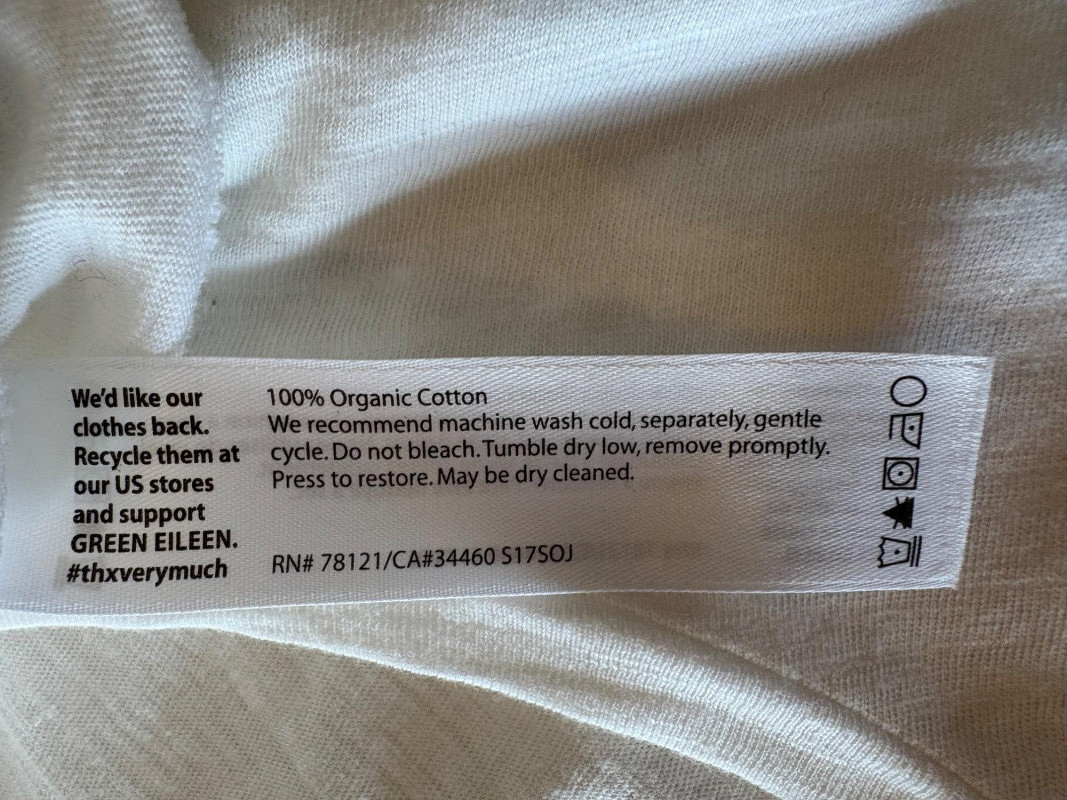 We'd like our
clothes back.
Recycle them at
our US stores
and support
GREEN EILEEN.
#thxverymuch
100% Organic Cotton
We recommend machine wash cold, separately, gentle
cycle. Do not bleach. Tumble dry low, remove promptly.
Press to restore. May be dry cleaned.
RN# 78121/CA#34460 S17SOJ